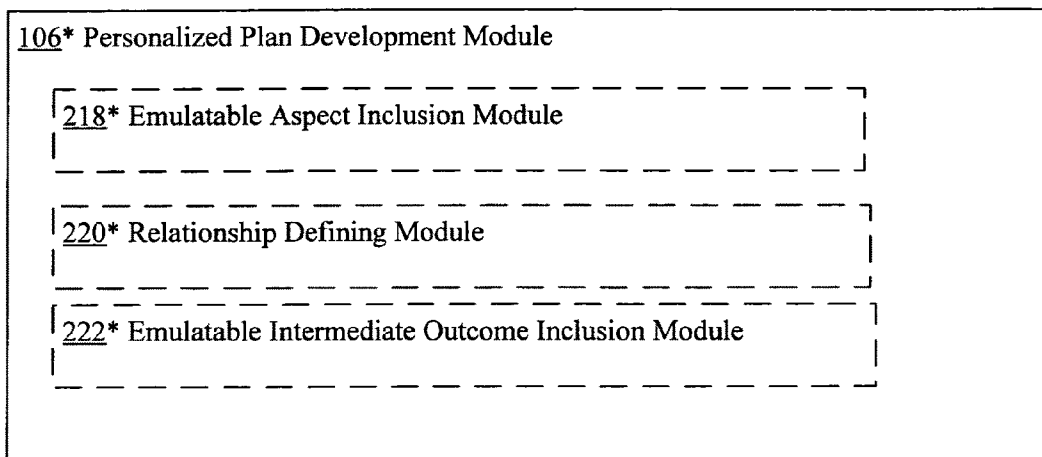 106* Personalized Plan Development Module
218* Emulatable Aspect Inclusion Module
220* Relationship Defining Module
222* Emulatable Intermediate Outcome Inclusion Module